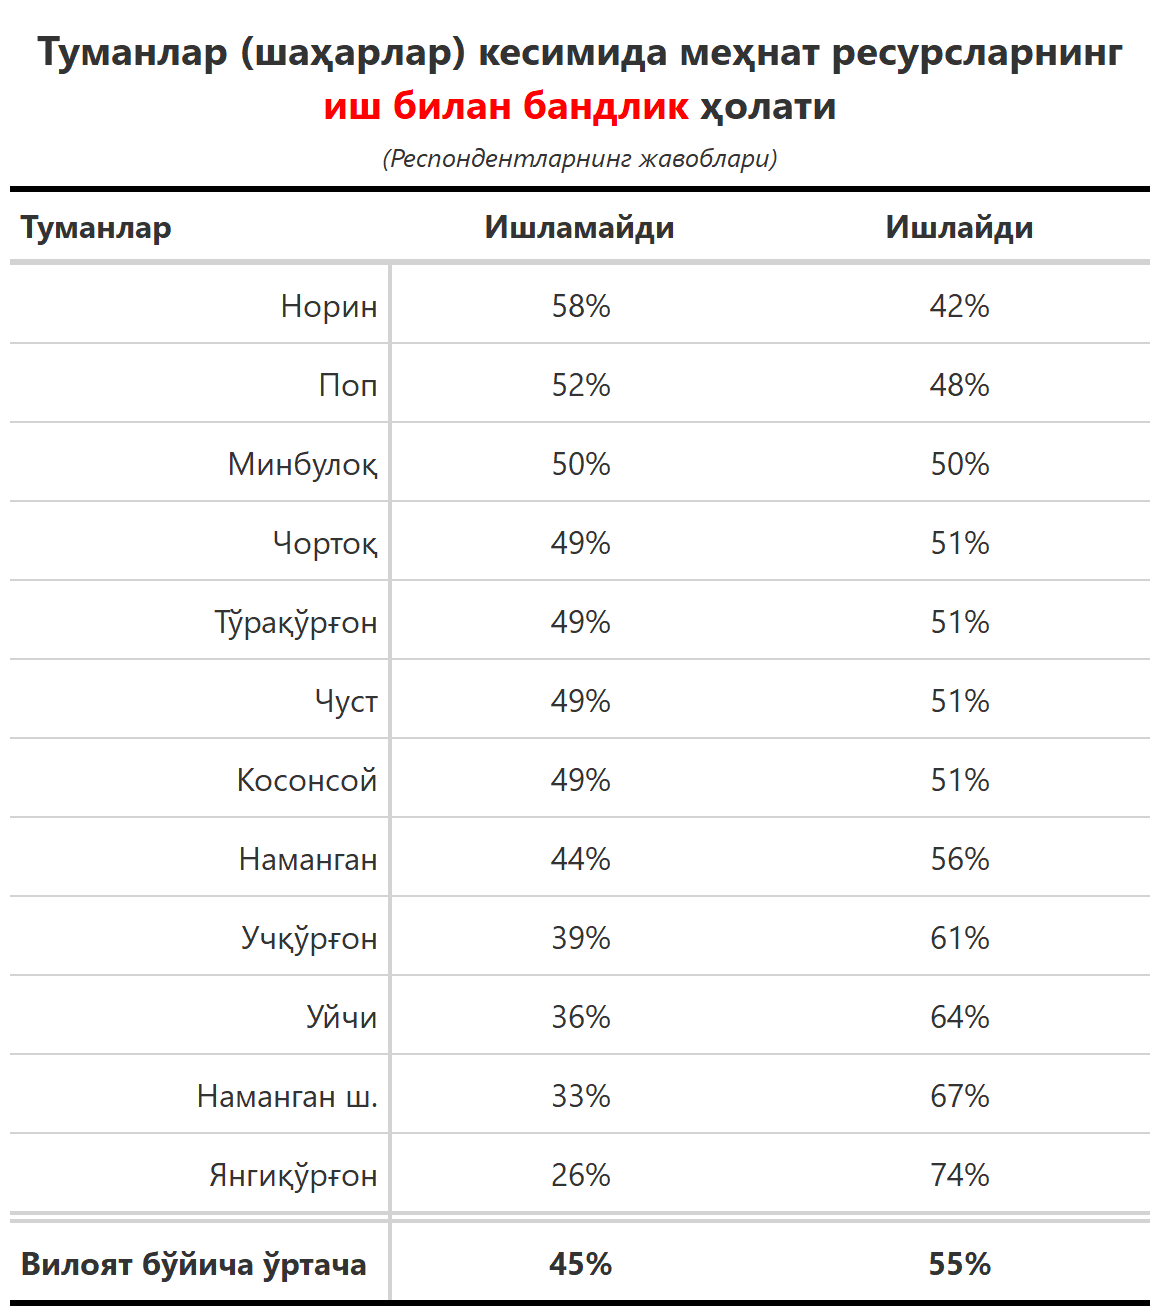 Туманлар (шаҳарлар) кесимида меҳнат ресурсларнинг
иш билан бандлик ҳолати
(Респондентларнинг жавоблари)
Туманлар Ишламайди Ишлайди
Норин 58% 42%
Поп 52% 48%
Минбулоқ 50% 50%
Чортоқ 49% 51%
Тўрақўрғон 49% 51%
Чуст 49% 51%
Косонсой 49% 51%
Наманган 44% 56%
Учқўрғон 39% 61%
Уйчи 36% 64%
Наманган ш. 33% 67%
Янгиқўрғон 26% 74%
Вилоят бўйича ўртача 45% 55%